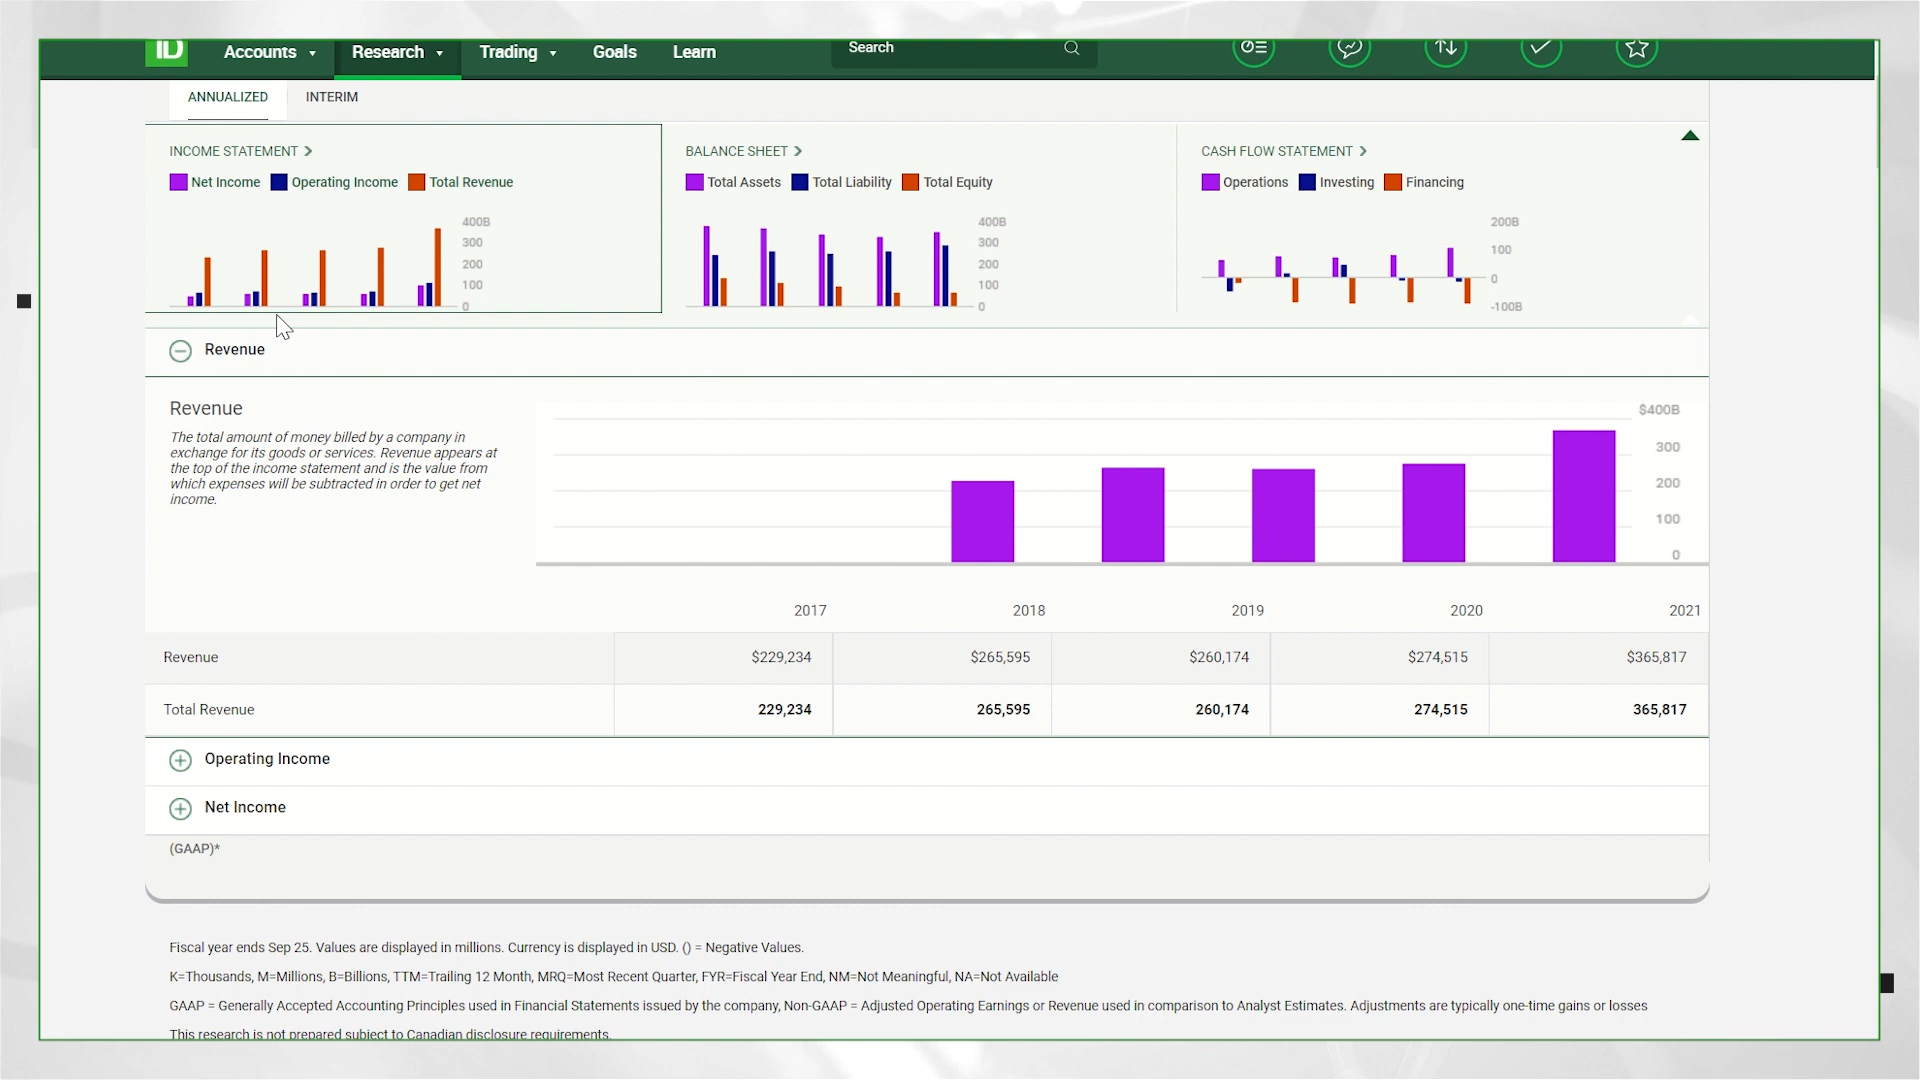 TD Accounts Research Trading Goals Learn Search
ANNUALIZED INTERIM
INCOME STATEMENT
Net Income Operating Income Total Revenue
400B
300
200
100
0
BALANCE SHEET
Total Assets Total Liability Total Equity
400B
300
200
100
0
CASH FLOW STATEMENT
Operations Investing Financing
200B
100
0
-100B
Revenue
Revenue
The total amount of money billed by a company in
exchange for its goods or services. Revenue appears at
the top of the income statement and is the value from
which expenses will be subtracted in order to get net
income.
$400B
300
200
100
0
2017 2018 2019 2020 2021
Revenue $229,234 $265,595 $260,174 $274,515 $365,817
Total Revenue 229,234 265,595 260,174 274,515 365,817
Operating Income
Net Income
(GAAP)*
Fiscal year ends Sep 25. Values are displayed in millions. Currency is displayed in USD. () = Negative Values.
K=Thousands, M=Millions, B=Billions, TTM=Trailing 12 Month, MRQ=Most Recent Quarter, FYR=Fiscal Year End, NM=Not Meaningful, NA=Not Available
GAAP = Generally Accepted Accounting Principles used in Financial Statements issued by the company, Non-GAAP = Adjusted Operating Earnings or Revenue used in comparison to Analyst Estimates. Adjustments are typically one-time gains or losses
This research is not prepared subject to Canadian disclosure requirements.